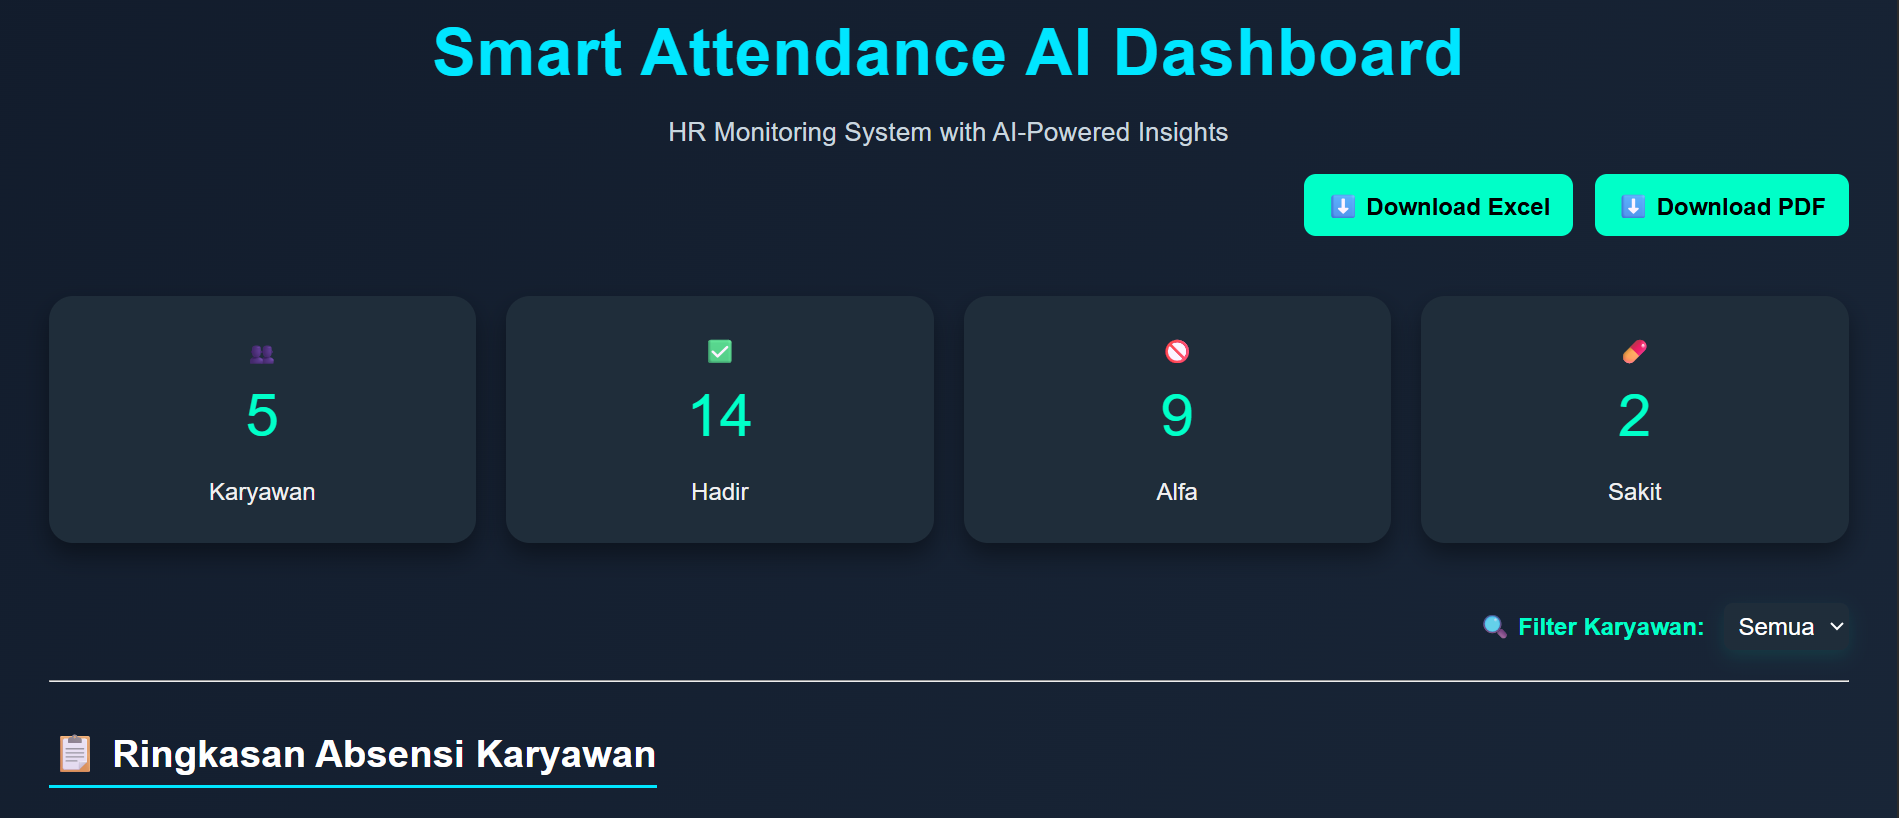 Smart Attendance AI Dashboard
HR Monitoring System with AI-Powered Insights
Download Excel
Download PDF
5
Karyawan
14
Hadir
9
Alfa
2
Sakit
Filter Karyawan:
Semua
Ringkasan Absensi Karyawan